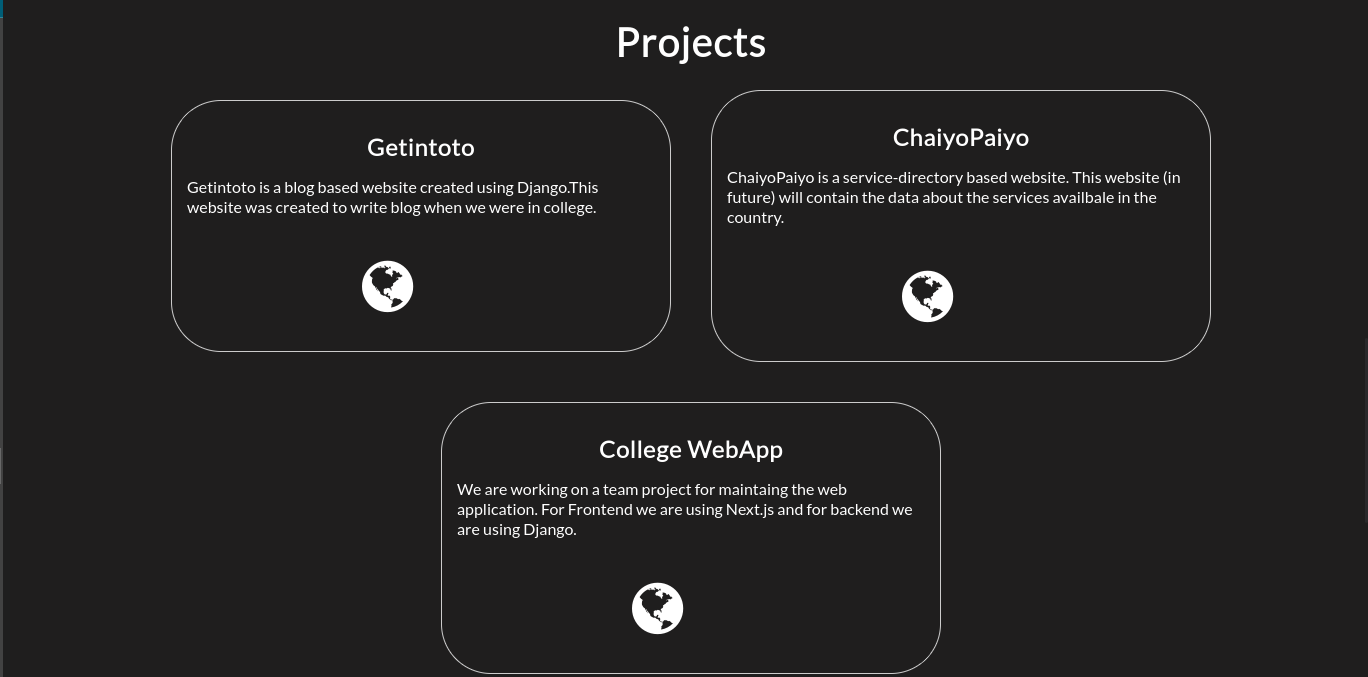 Projects
Getintoto
Getintoto is a blog based website created using Django.This
website was created to write blog when we were in college.
ChaiyoPaiyo
ChaiyoPaiyo is a service-directory based website. This website (in
future) will contain the data about the services availbale in the
country.
College WebApp
We are working on a team project for maintaing the web
application. For Frontend we are using Next.js and for backend we
are using Django.